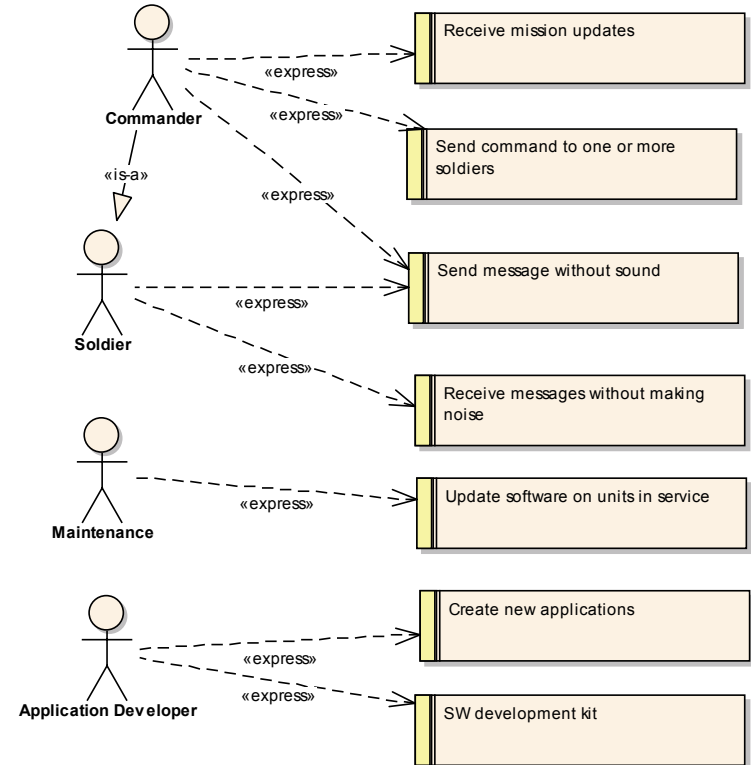 Receive mission updates
«express»
«express»
Commander
Send command to one or more
soldiers
«is-a»
«express»
Send message without sound
«express»
Soldier
«express»
Receive messages without making
noise
Update software on units in service
«express»
Maintenance
Create new applications
«express»
«express»
Application Developer
SW development kit